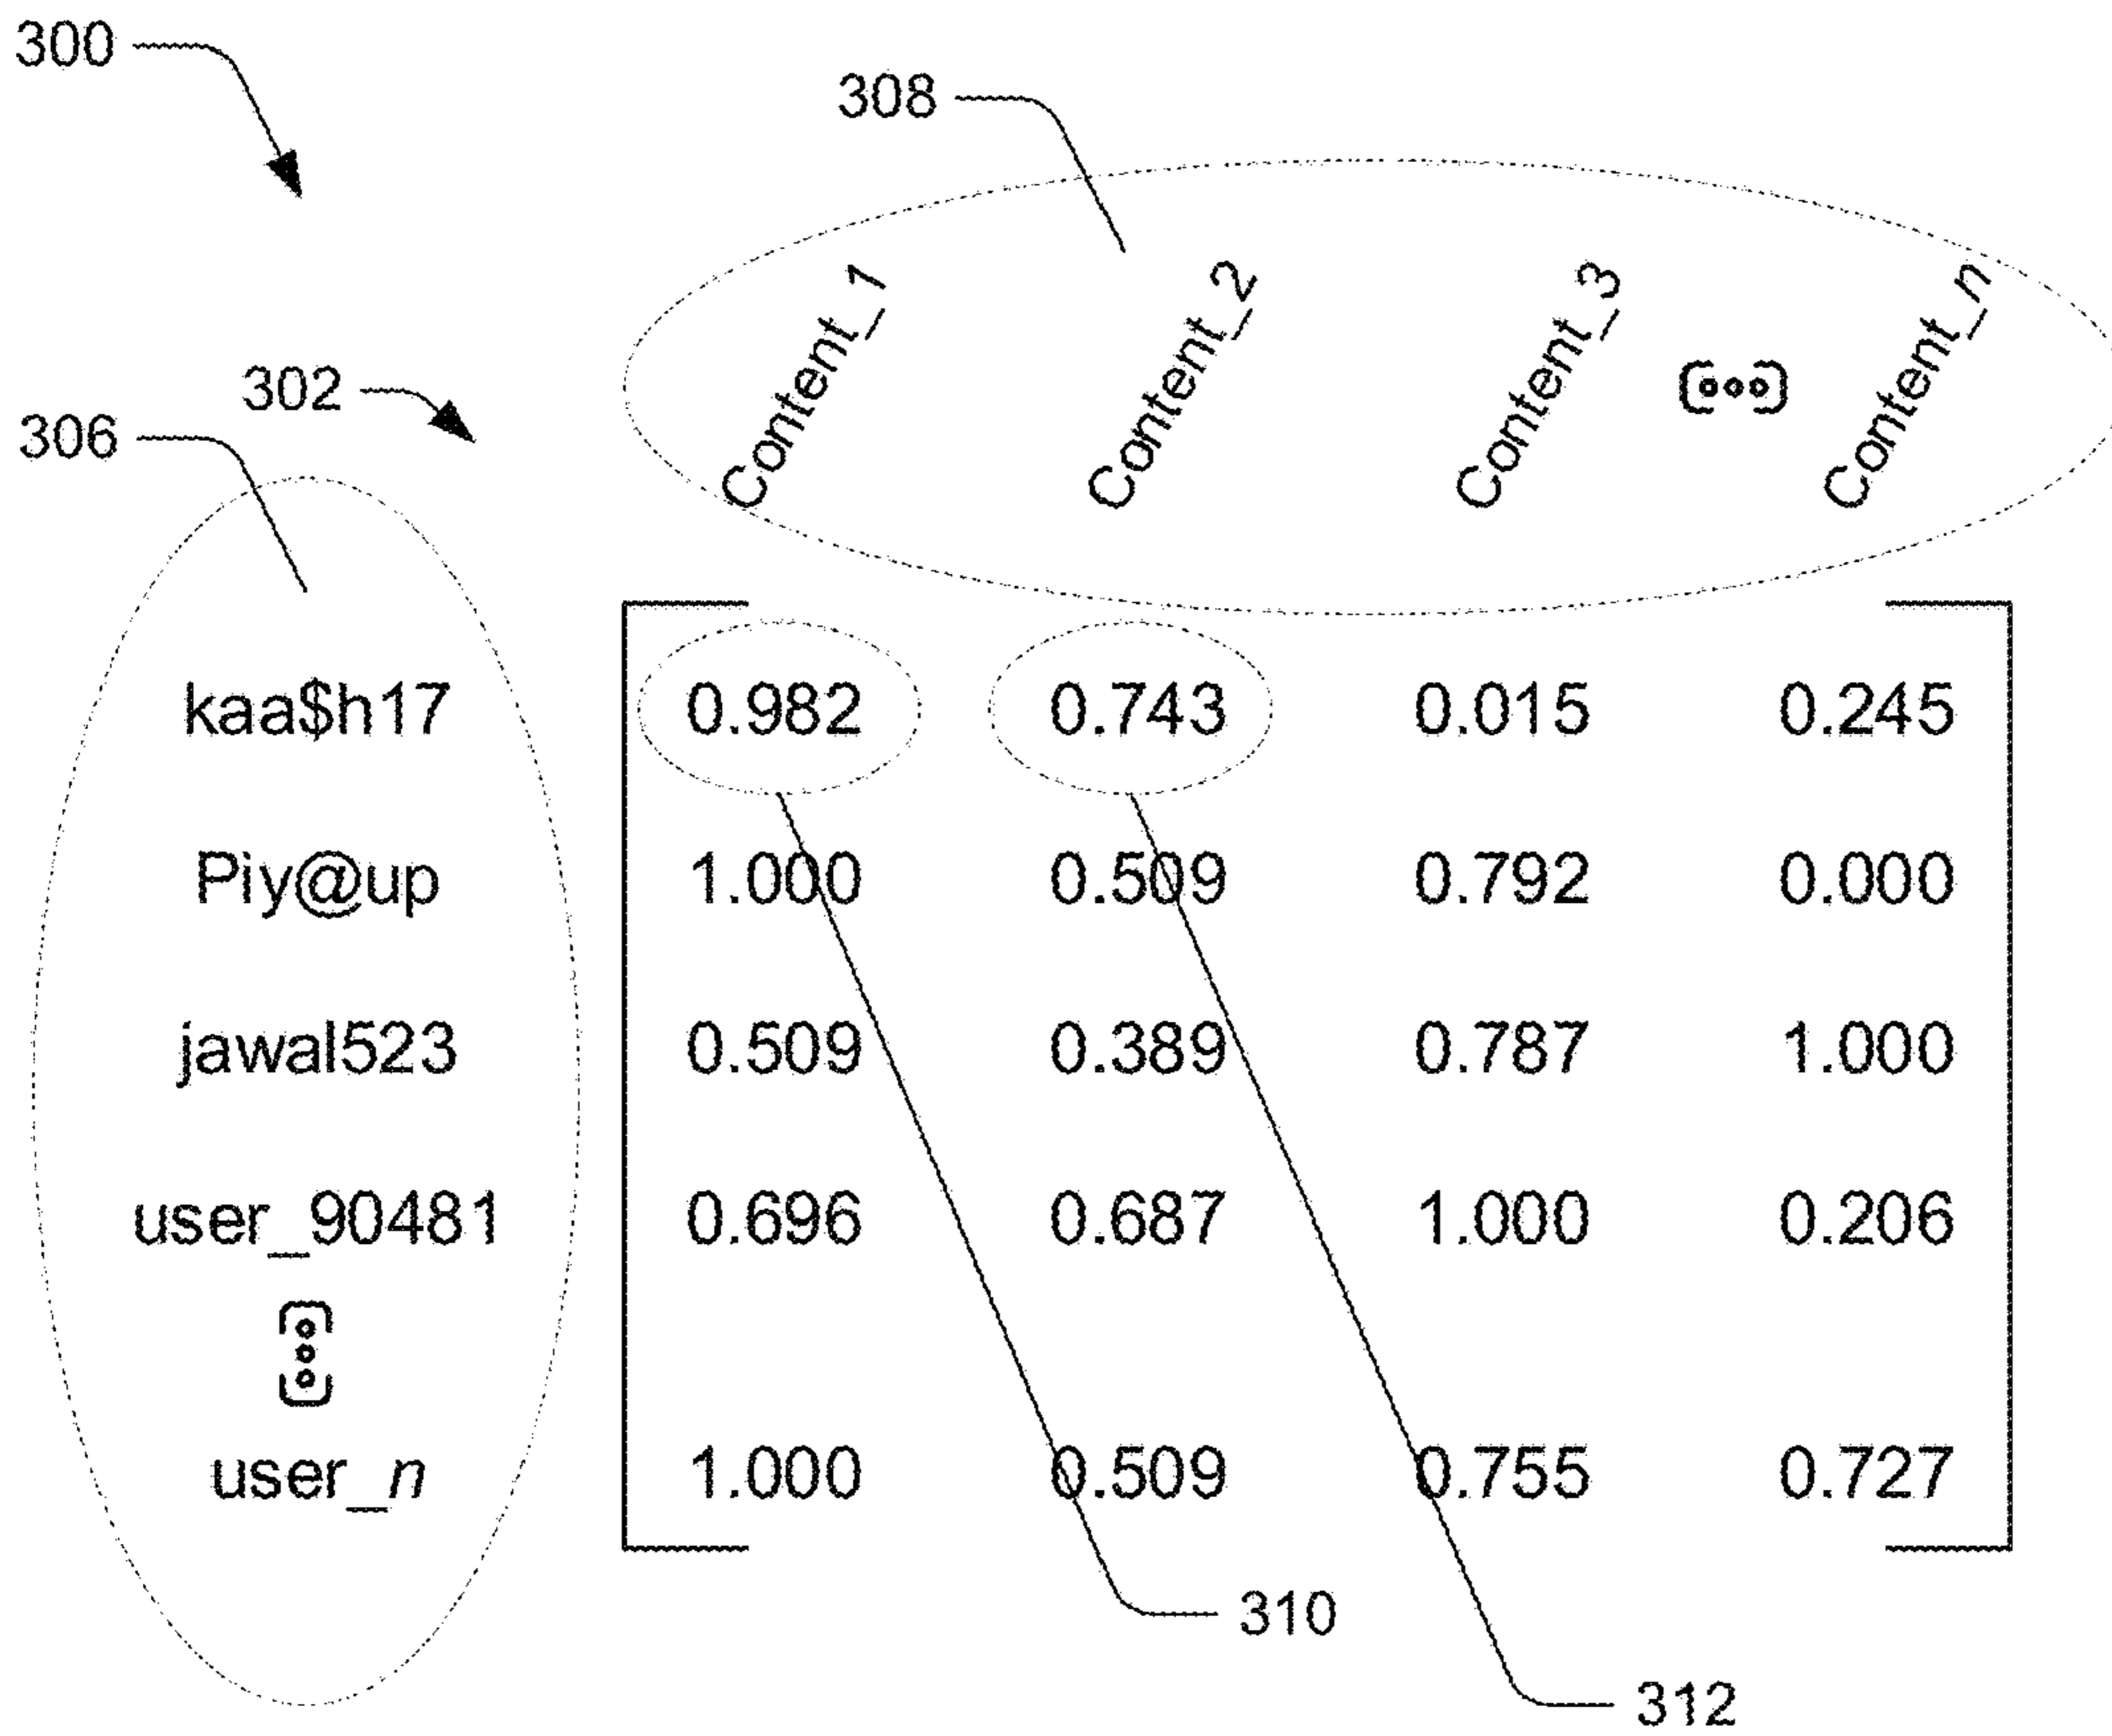 300
308
Content_1 Content_2 Content_3 Content_n
302
306
kaa$h17 0.982 0.743 0.015 0.245
Piy@up 1.000 0.509 0.792 0.000
jawal523 0.509 0.389 0.787 1.000
user_90481 0.696 0.687 1.000 0.206
user_n 1.000 0.509 0.755 0.727
310
312